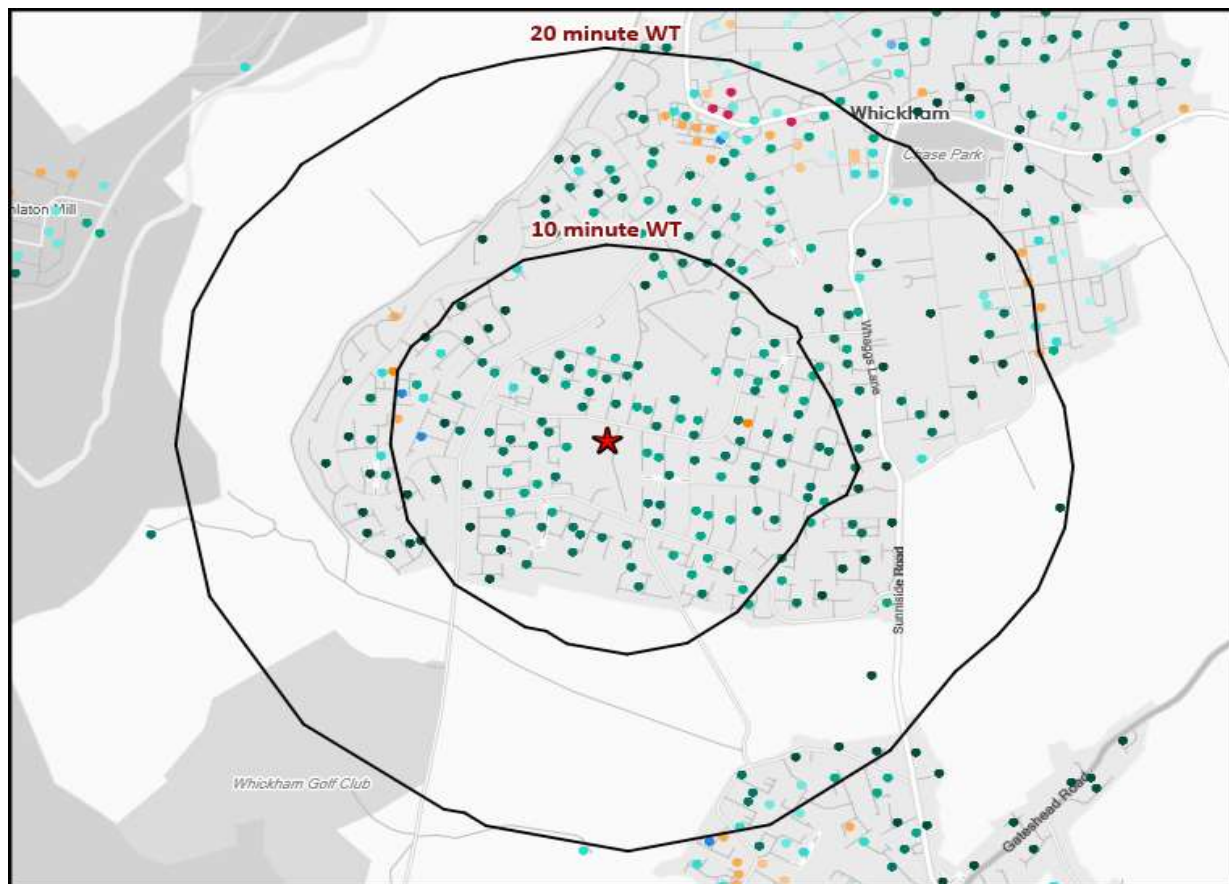 20 minute WT
Whickham
Chase Park
nlaton Mill
10 minute WT
Whaggs Lane
Sunniside Road
Whickham Golf Club
Gateshead Road